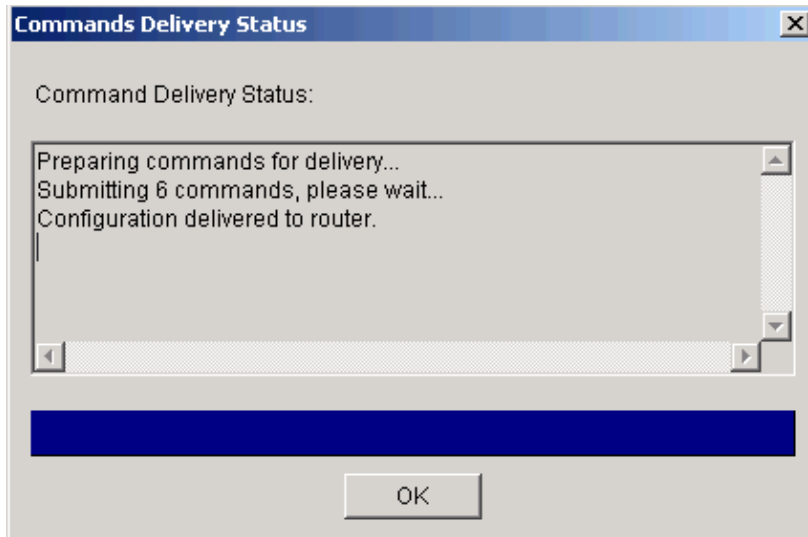 Commands Delivery Status
Command Delivery Status:
Preparing commands for delivery...
Submitting 6 commands, please wait...
Configuration delivered to router.
OK